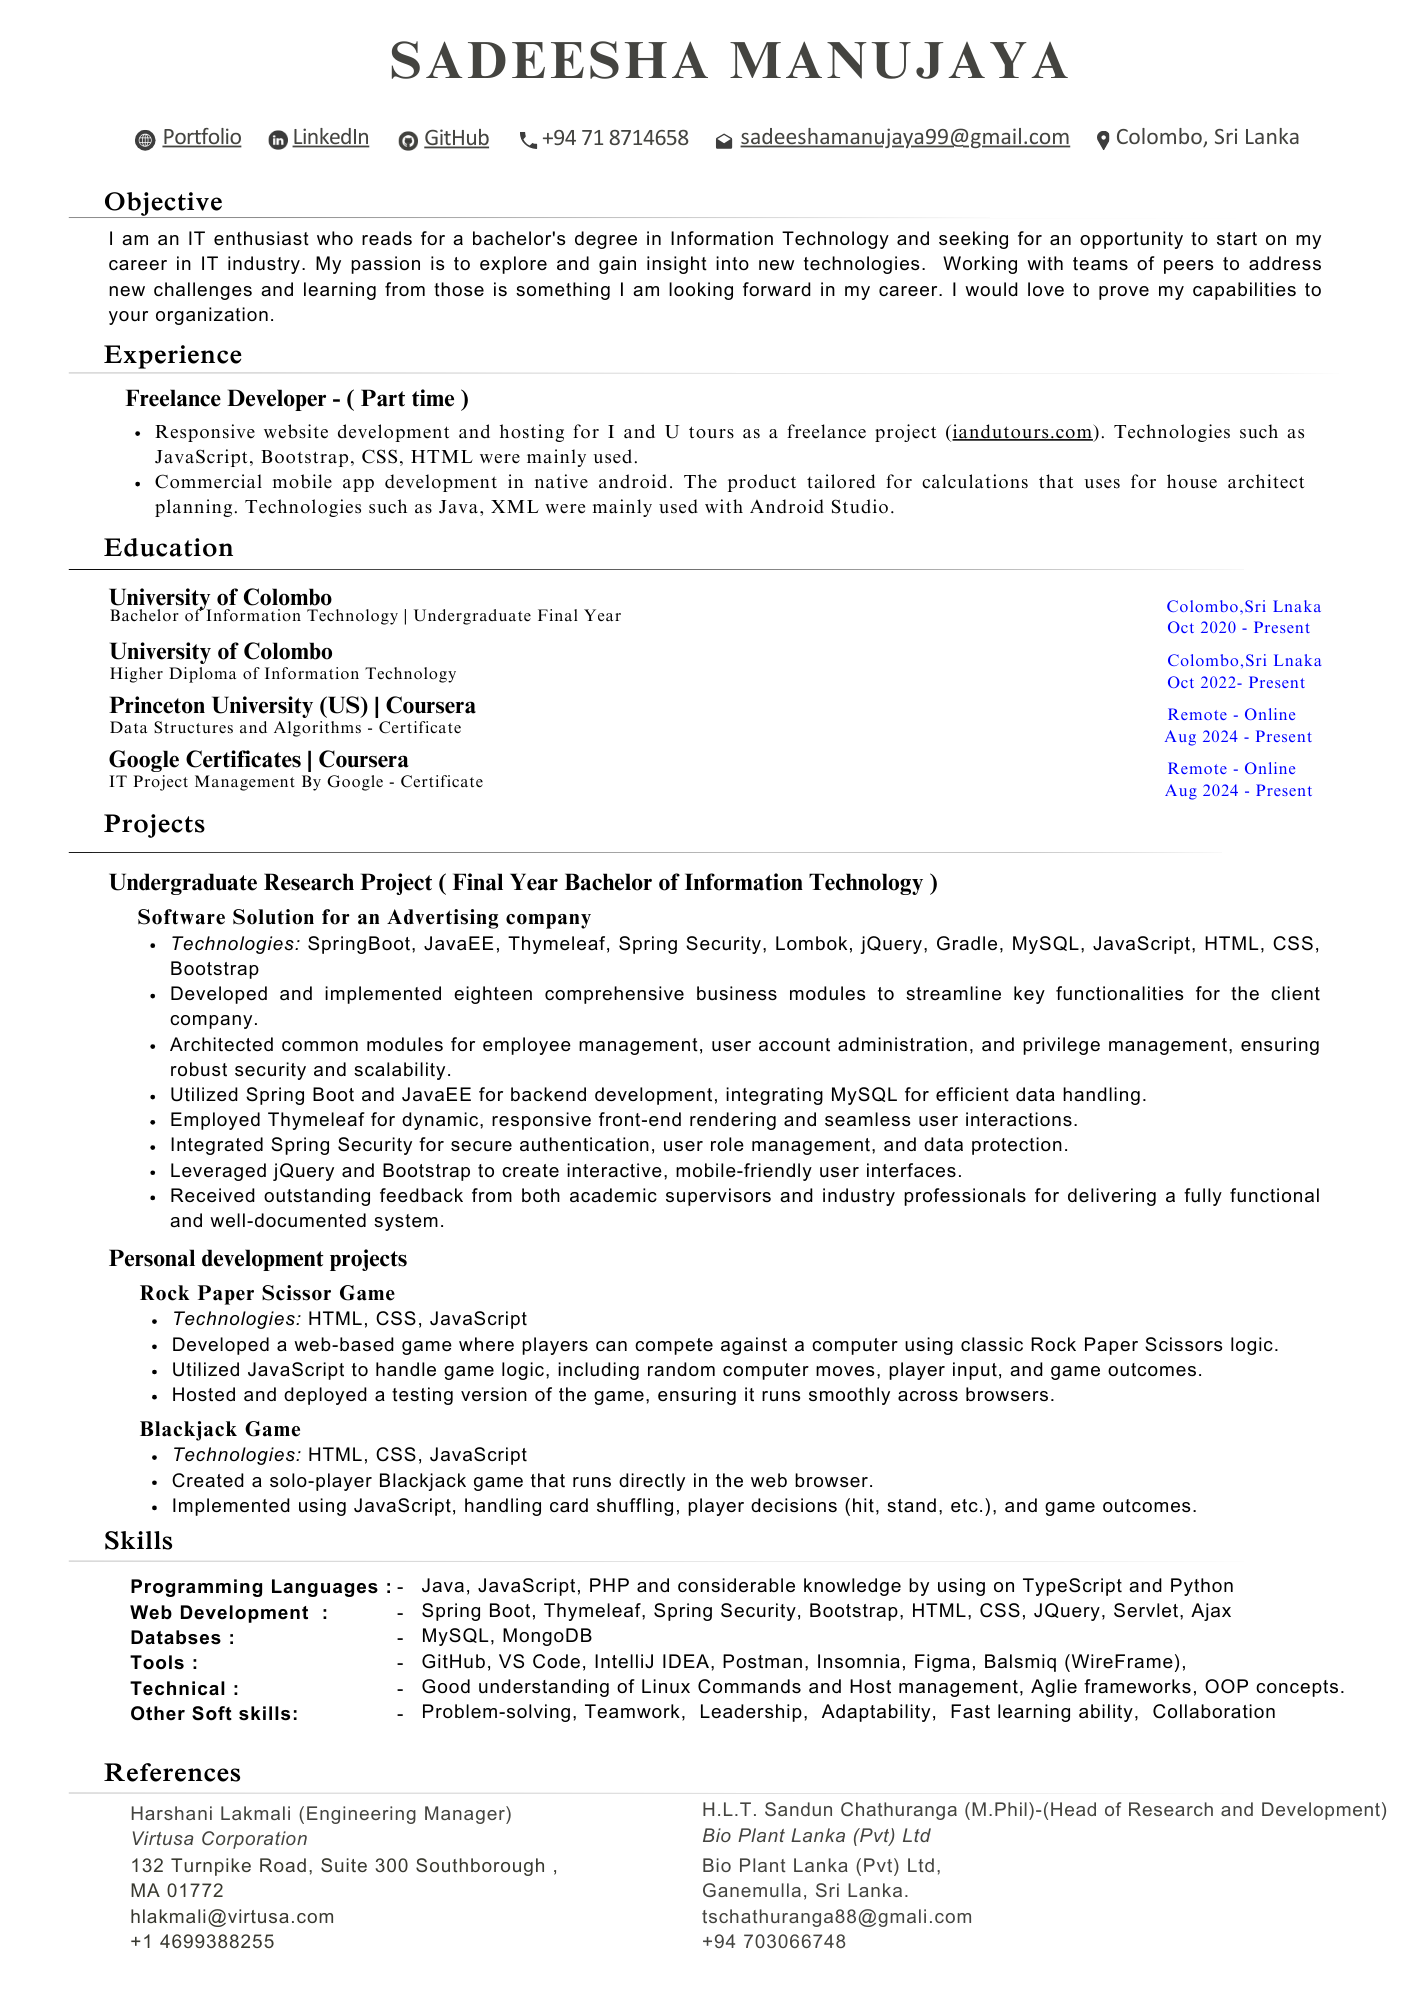 SADEESHA MANUJAYA
Portfolio LinkedIn GitHub +94 71 8714658 sadeeshamanujaya99@gmail.com Colombo, Sri Lanka
Objective
I am an IT enthusiast who reads for a bachelor's degree in Information Technology and seeking for an opportunity to start on my
career in IT industry. My passion is to explore and gain insight into new technologies. Working with teams of peers to address
new challenges and learning from those is something I am looking forward in my career. I would love to prove my capabilities to
your organization.
Experience
Freelance Developer - ( Part time )
• Responsive website development and hosting for I and U tours as a freelance project (iandutours.com). Technologies such as
JavaScript, Bootstrap, CSS, HTML were mainly used.
• Commercial mobile app development in native android. The product tailored for calculations that uses for house architect
planning. Technologies such as Java, XML were mainly used with Android Studio.
Education
University of Colombo
Bachelor of Information Technology | Undergraduate Final Year
Colombo,Sri Lnaka
Oct 2020 - Present
University of Colombo
Higher Diploma of Information Technology
Colombo,Sri Lnaka
Oct 2022- Present
Princeton University (US) | Coursera
Data Structures and Algorithms - Certificate
Remote - Online
Aug 2024 - Present
Google Certificates | Coursera
IT Project Management By Google - Certificate
Remote - Online
Aug 2024 - Present
Projects
Undergraduate Research Project ( Final Year Bachelor of Information Technology )
Software Solution for an Advertising company
• Technologies: SpringBoot, JavaEE, Thymeleaf, Spring Security, Lombok, jQuery, Gradle, MySQL, JavaScript, HTML, CSS,
Bootstrap
• Developed and implemented eighteen comprehensive business modules to streamline key functionalities for the client
company.
• Architected common modules for employee management, user account administration, and privilege management, ensuring
robust security and scalability.
• Utilized Spring Boot and JavaEE for backend development, integrating MySQL for efficient data handling.
• Employed Thymeleaf for dynamic, responsive front-end rendering and seamless user interactions.
• Integrated Spring Security for secure authentication, user role management, and data protection.
• Leveraged jQuery and Bootstrap to create interactive, mobile-friendly user interfaces.
• Received outstanding feedback from both academic supervisors and industry professionals for delivering a fully functional
and well-documented system.
Personal development projects
Rock Paper Scissor Game
• Technologies: HTML, CSS, JavaScript
• Developed a web-based game where players can compete against a computer using classic Rock Paper Scissors logic.
• Utilized JavaScript to handle game logic, including random computer moves, player input, and game outcomes.
• Hosted and deployed a testing version of the game, ensuring it runs smoothly across browsers.
Blackjack Game
• Technologies: HTML, CSS, JavaScript
• Created a solo-player Blackjack game that runs directly in the web browser.
• Implemented using JavaScript, handling card shuffling, player decisions (hit, stand, etc.), and game outcomes.
Skills
Programming Languages : - Java, JavaScript, PHP and considerable knowledge by using on TypeScript and Python
Web Development : - Spring Boot, Thymeleaf, Spring Security, Bootstrap, HTML, CSS, JQuery, Servlet, Ajax
Databses : - MySQL, MongoDB
Tools : - GitHub, VS Code, IntelliJ IDEA, Postman, Insomnia, Figma, Balsmiq (WireFrame),
Technical : - Good understanding of Linux Commands and Host management, Aglie frameworks, OOP concepts.
Other Soft skills: - Problem-solving, Teamwork, Leadership, Adaptability, Fast learning ability, Collaboration
References
Harshani Lakmali (Engineering Manager)
Virtusa Corporation
132 Turnpike Road, Suite 300 Southborough ,
MA 01772
hlakmali@virtusa.com
+1 4699388255
H.L.T. Sandun Chathuranga (M.Phil)-(Head of Research and Development)
Bio Plant Lanka (Pvt) Ltd
Bio Plant Lanka (Pvt) Ltd,
Ganemulla, Sri Lanka.
tschathuranga88@gmali.com
+94 703066748